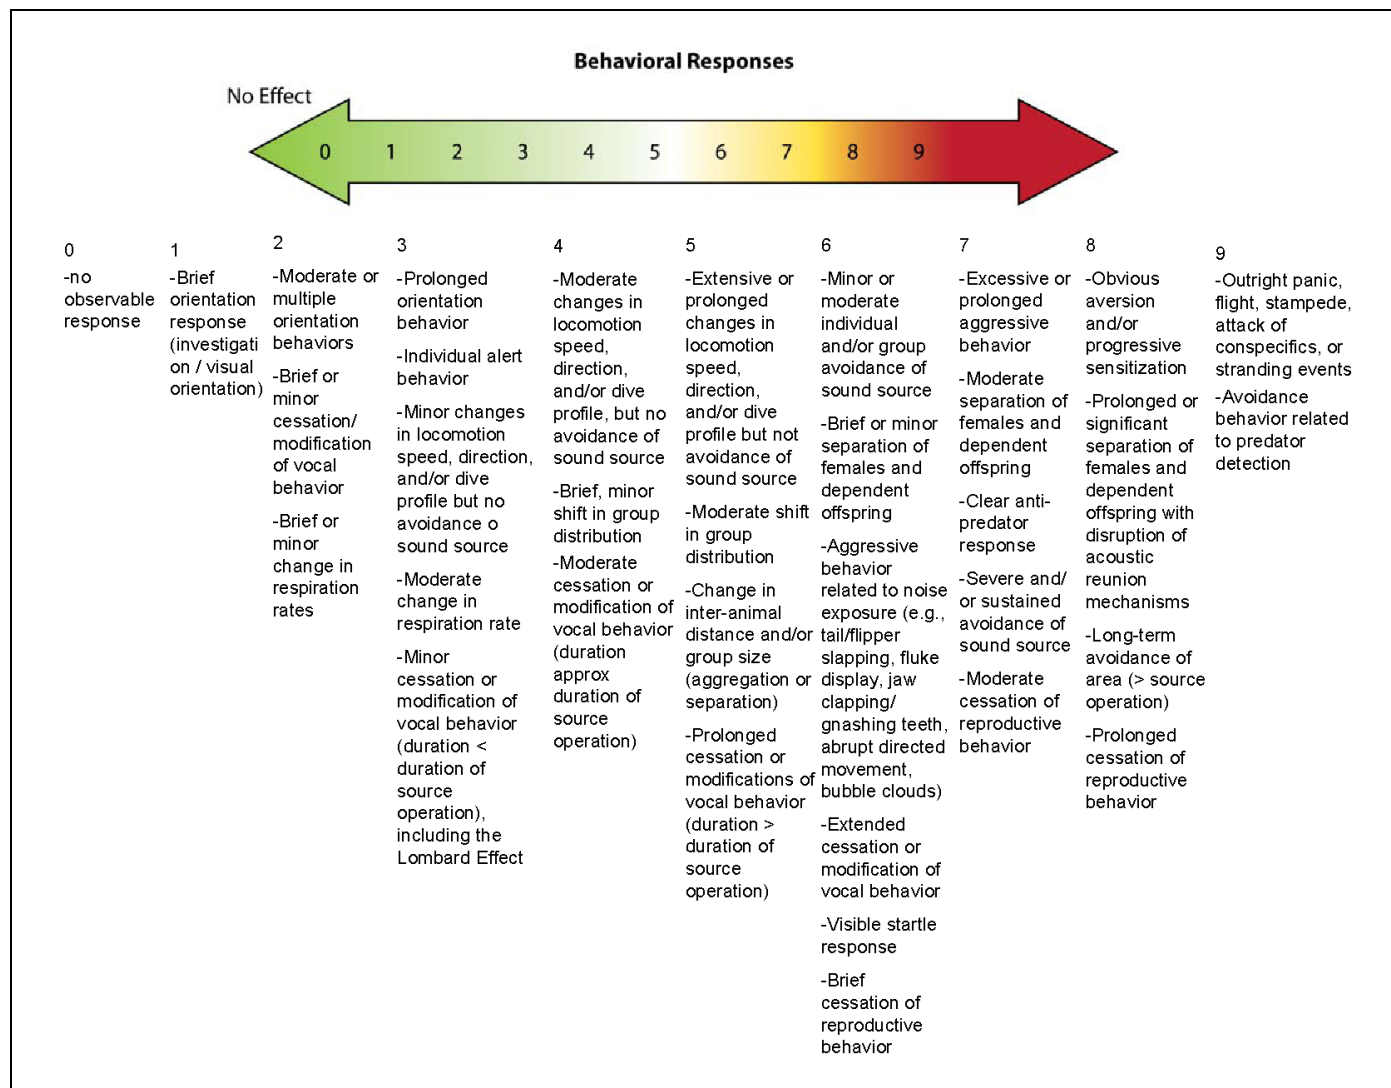 Behavioral Responses
No Effect
0 1 2 3 4 5 6 7 8 9
0
-no
observable
response
1
-Brief
orientation
response
(investigati
on / visual
orientation)
2
-Moderate or
multiple
orientation
behaviors
-Brief or
minor
cessation/
modification
of vocal
behavior
-Brief or
minor
change in
respiration
rates
3
-Prolonged
orientation
behavior
-Individual alert
behavior
-Minor changes
in locomotion
speed, direction,
and/or dive
profile but no
avoidance o
sound source
-Moderate
change in
respiration rate
-Minor
cessation or
modification of
vocal behavior
(duration <
duration of
source
operation),
including the
Lombard Effect
4
-Moderate
changes in
locomotion
speed,
direction,
and/or dive
profile, but no
avoidance of
sound source
-Brief, minor
shift in group
distribution
-Moderate
cessation or
modification of
vocal behavior
(duration
approx
duration of
source
operation)
5
-Extensive or
prolonged
changes in
locomotion
speed,
direction,
and/or dive
profile but not
avoidance of
sound source
-Moderate shift
in group
distribution
-Change in
inter-animal
distance and/or
group size
(aggregation or
separation)
-Prolonged
cessation or
modifications of
vocal behavior
(duration >
duration of
source
operation)
6
-Minor or
moderate
individual
and/or group
avoidance of
sound source
-Brief or minor
separation of
females and
dependent
offspring
-Aggressive
behavior
related to noise
exposure (e.g.,
tail/flipper
slapping, fluke
display, jaw
clapping/
gnashing teeth,
abrupt directed
movement,
bubble clouds)
-Extended
cessation or
modification of
vocal behavior
-Visible startle
response
-Brief
cessation of
reproductive
behavior
7
-Excessive or
prolonged
aggressive
behavior
-Moderate
separation of
females and
dependent
offspring
-Clear anti-
predator
response
-Severe and/
or sustained
avoidance of
sound source
-Moderate
cessation of
reproductive
behavior
8
-Obvious
aversion
and/or
progressive
sensitization
-Prolonged or
significant
separation of
females and
dependent
offspring with
disruption of
acoustic
reunion
mechanisms
-Long-term
avoidance of
area (> source
operation)
-Prolonged
cessation of
reproductive
behavior
9
-Outright panic,
flight, stampede,
attack of
conspecifics, or
stranding events
-Avoidance
behavior related
to predator
detection